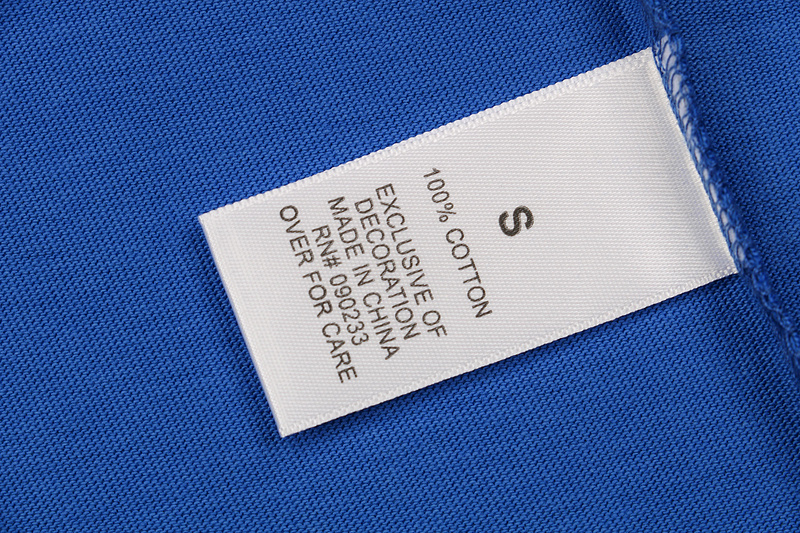 S
100% COTTON
EXCLUSIVE OF
DECORATION
MADE IN CHINA
RN# 090233
OVER FOR CARE